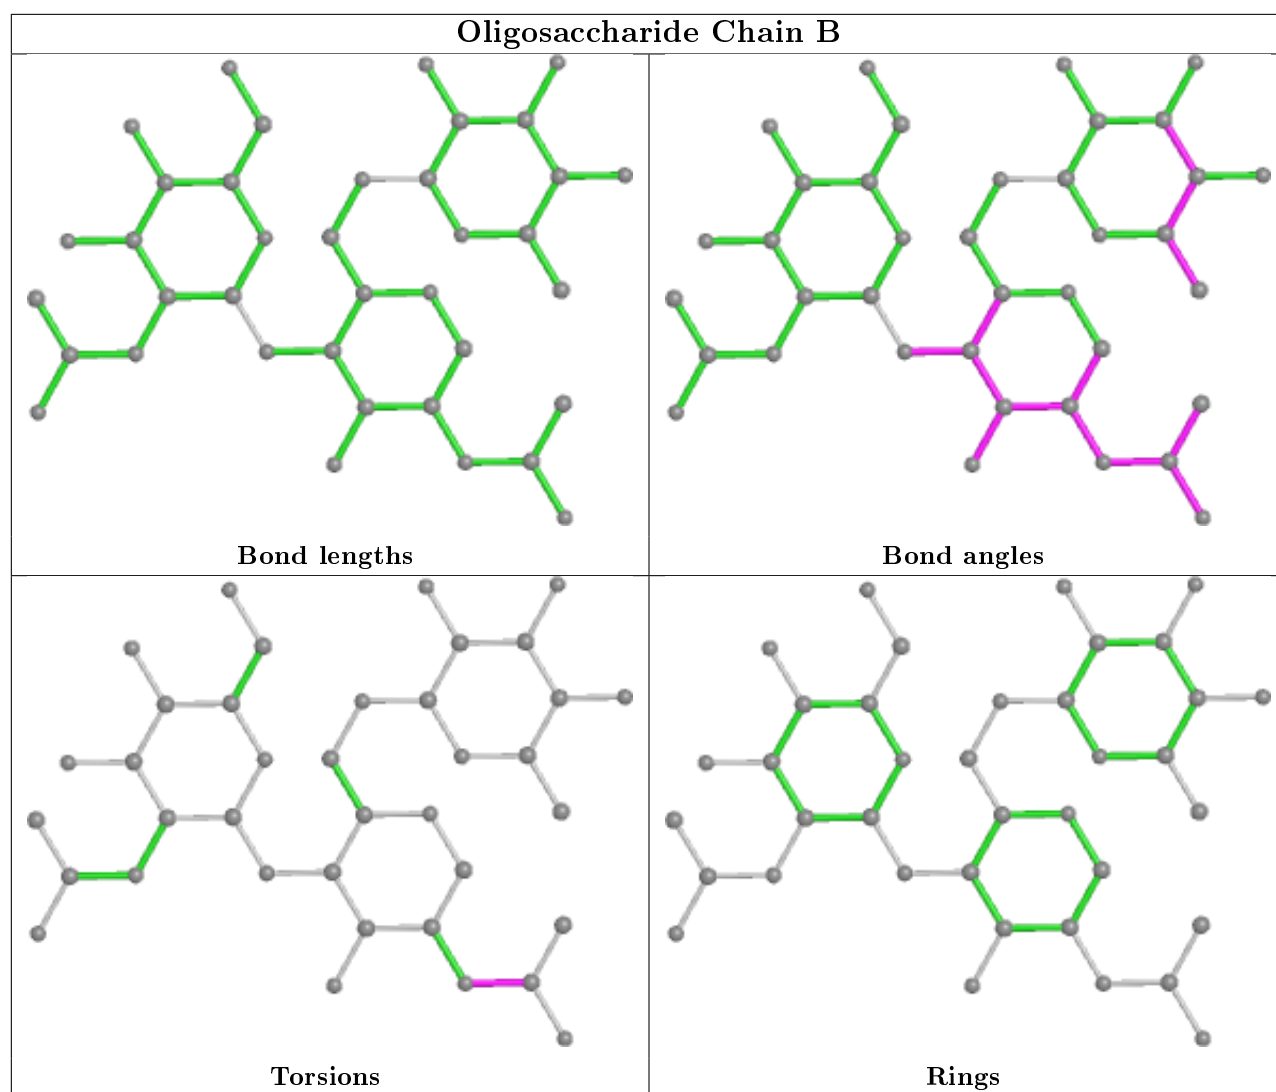 Oligosaccharide Chain B
Bond lengths
Bond angles
Torsions
Rings